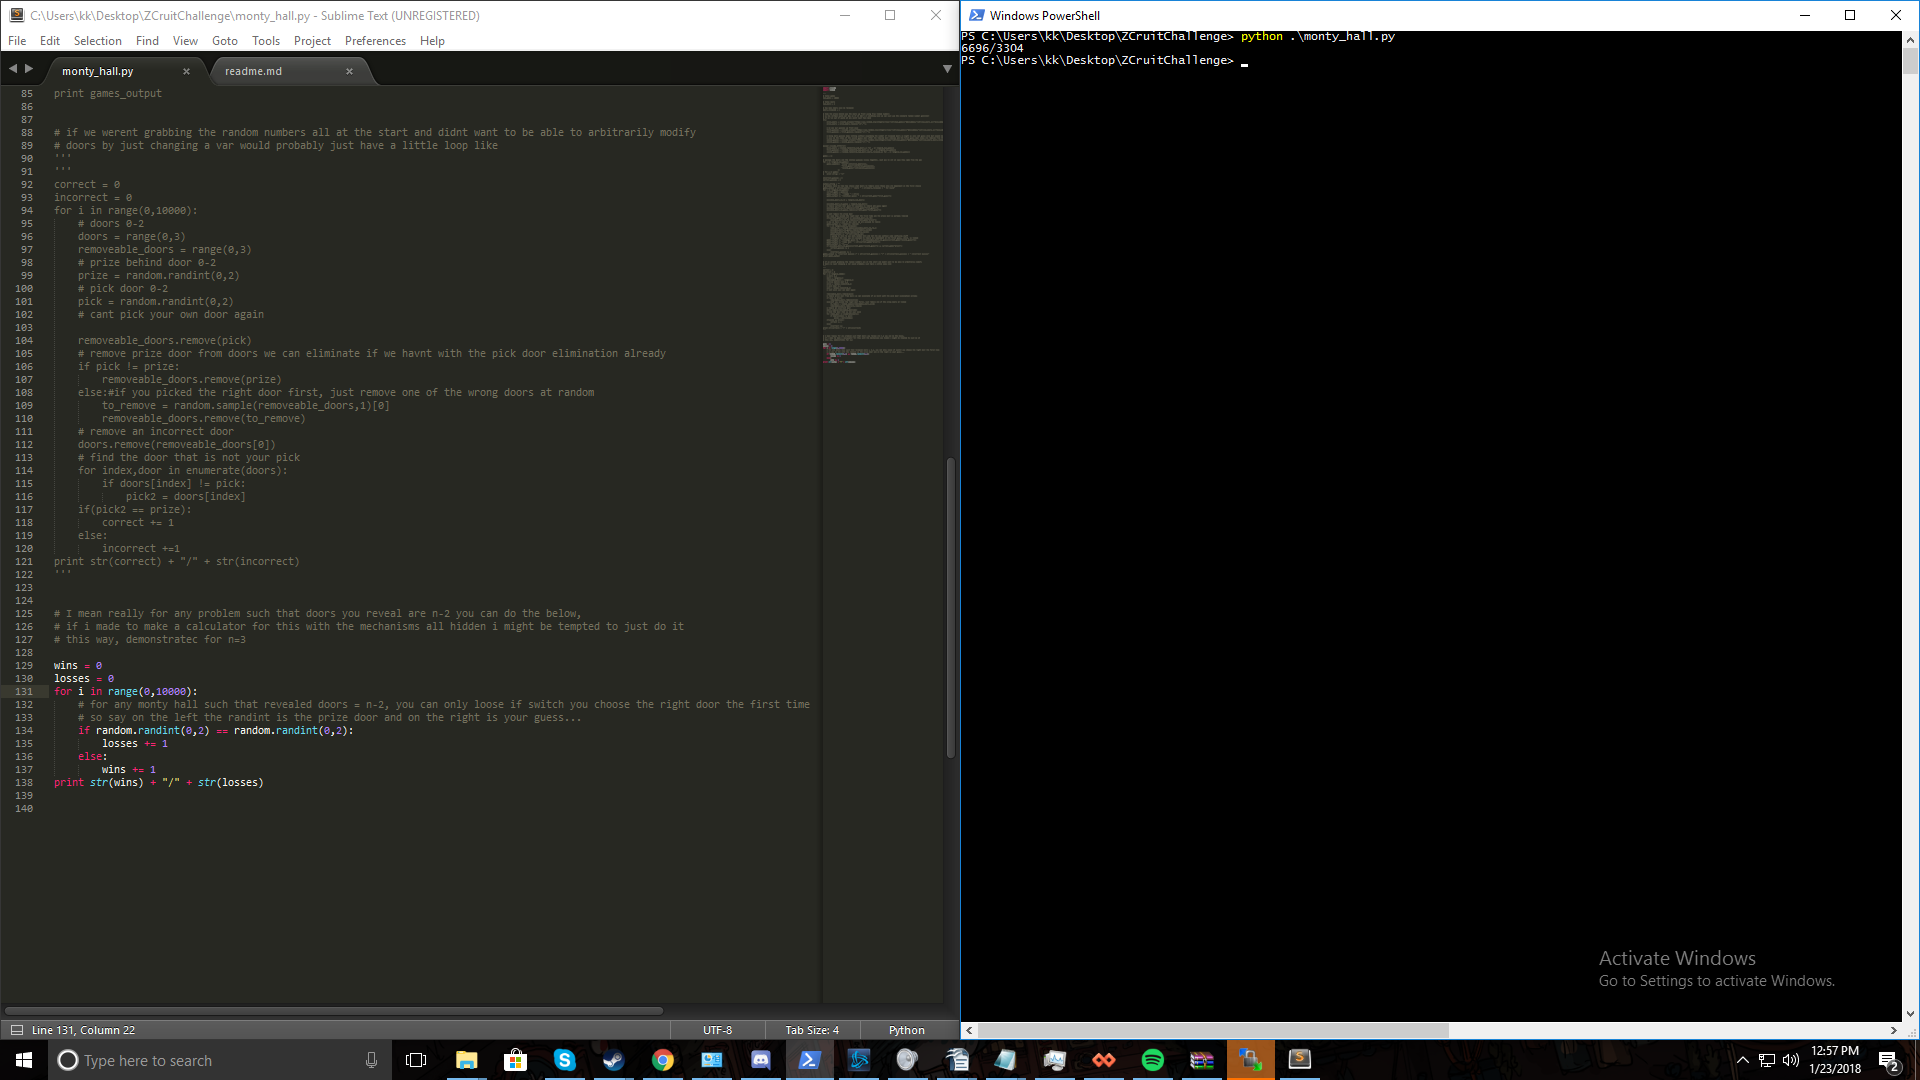 C:\Users\kk\Desktop\ZCruitChallenge\monty_hall.py - Sublime Text (UNREGISTERED)
File Edit Selection Find View Goto Tools Project Preferences Help
monty_hall.py × readme.md ×
85 print games_output
86
87
88 # if we werent grabbing the random numbers all at the start and didnt want to be able to arbitrarily modify
89 # doors by just changing a var would probably just have a little loop like
90 '''
91 '''
92 correct = 0
93 incorrect = 0
94 for i in range(0,10000):
95 # doors 0-2
96 doors = range(0,3)
97 removeable_doors = range(0,3)
98 # prize behind door 0-2
99 prize = random.randint(0,2)
100 # pick door 0-2
101 pick = random.randint(0,2)
102 # cant pick your own door again
103
104 removeable_doors.remove(pick)
105 # remove prize door from doors we can eliminate if we havnt with the pick door elimination already
106 if pick != prize:
107 removeable_doors.remove(prize)
108 else:#if you picked the right door first, just remove one of the wrong doors at random
109 to_remove = random.sample(removeable_doors,1)[0]
110 removeable_doors.remove(to_remove)
111 # remove an incorrect door
112 doors.remove(removeable_doors[0])
113 # find the door that is not your pick
114 for index,door in enumerate(doors):
115 if doors[index] != pick:
116 pick2 = doors[index]
117 if(pick2 == prize):
118 correct += 1
119 else:
120 incorrect +=1
121 print str(correct) + "/" + str(incorrect)
122 '''
123
124
125 # I mean really for any problem such that doors you reveal are n-2 you can do the below,
126 # if i made to make a calculator for this with the mechanisms all hidden i might be tempted to just do it
127 # this way, demonstratec for n=3
128
129 wins = 0
130 losses = 0
131 for i in range(0,10000):
132 # for any monty hall such that revealed doors = n-2, you can only loose if switch you choose the right door the first time
133 # so say on the left the randint is the prize door and on the right is your guess...
134 if random.randint(0,2) == random.randint(0,2):
135 losses += 1
136 else:
137 wins += 1
138 print str(wins) + "/" + str(losses)
139
140
Line 131, Column 22 UTF-8 Tab Size: 4 Python
Windows PowerShell
PS C:\Users\kk\Desktop\ZCruitChallenge> python .\monty_hall.py
6696/3304
PS C:\Users\kk\Desktop\ZCruitChallenge>
Activate Windows
Go to Settings to activate Windows.
Type here to search
12:57 PM
1/23/2018
2